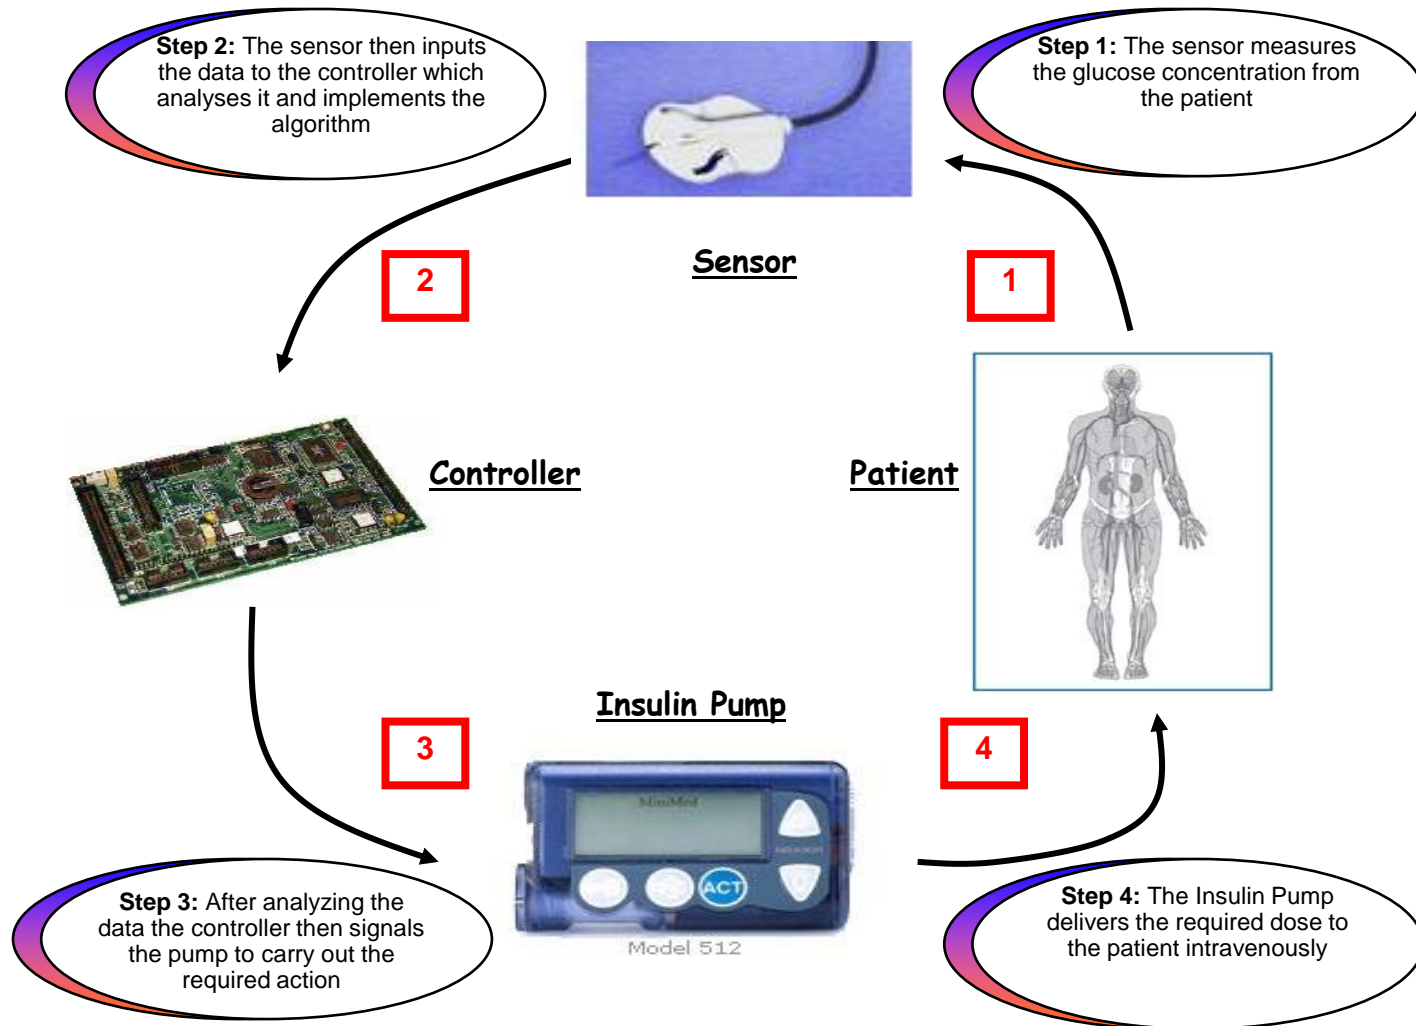 Step 2: The sensor then inputs
the data to the controller which
analyses it and implements the
algorithm
Step 1: The sensor measures
the glucose concentration from
the patient
2
Sensor
1
Controller
Patient
Insulin Pump
3
4
MiniMed
ACT
Model 512
Step 3: After analyzing the
data the controller then signals
the pump to carry out the
required action
Step 4: The Insulin Pump
delivers the required dose to
the patient intravenously